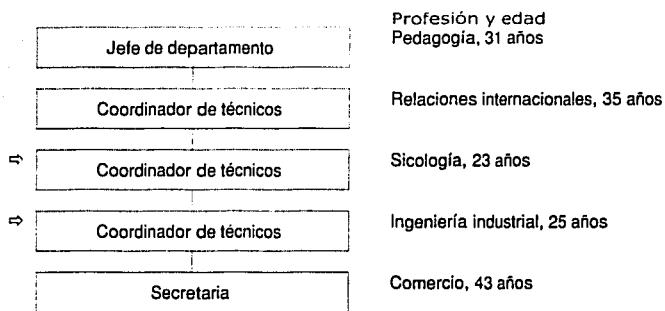 Profesión y edad
Jefe de departamento
Pedagogía, 31 años
Coordinador de técnicos
Relaciones internacionales, 35 años
⇨ Coordinador de técnicos
Sicología, 23 años
⇨ Coordinador de técnicos
Ingeniería industrial, 25 años
Secretaria
Comercio, 43 años